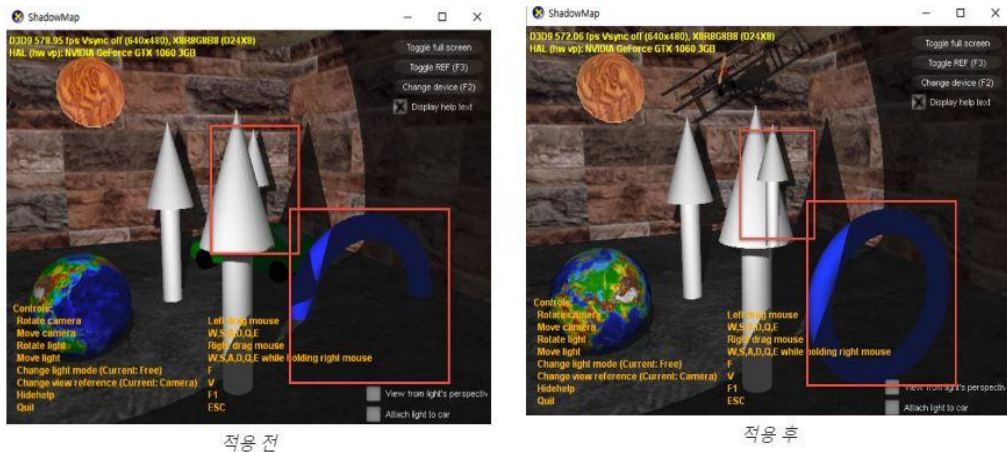 ShadowMap
D3D9 578.95 fps Vsync off (640x480), X8R8G8B8 (D24X8)
HAL (hw vp): NVIDIA GeForce GTX 1060 3GB
Toggle full screen
Toggle REF (F3)
Change device (F2)
Display help text
Controls:
Rotate camera Left drag mouse
Move camera W,S,A,D,Q,E
Rotate light Right drag mouse
Move light W,S,A,D,Q,E while holding right mouse
Change light mode (Current: Free) F
Change view reference (Current: Camera) V
Hidehelp F1
Quit ESC
View from light's perspectiv
Attach light to car
적용 전
ShadowMap
D3D9 572.06 fps Vsync off (640x480), X8R8G8B8 (D24X8)
HAL (hw vp): NVIDIA GeForce GTX 1060 3GB
Toggle full screen
Toggle REF (F3)
Change device (F2)
Display help text
Controls:
Rotate camera Left drag mouse
Move camera W,S,A,D,Q,E
Rotate light Right drag mouse
Move light W,S,A,D,Q,E while holding right mouse
Change light mode (Current: Free) F
Change view reference (Current: Camera) V
Hidehelp F1
Quit ESC
View from light's perspectiv
Attach light to car
적용 후